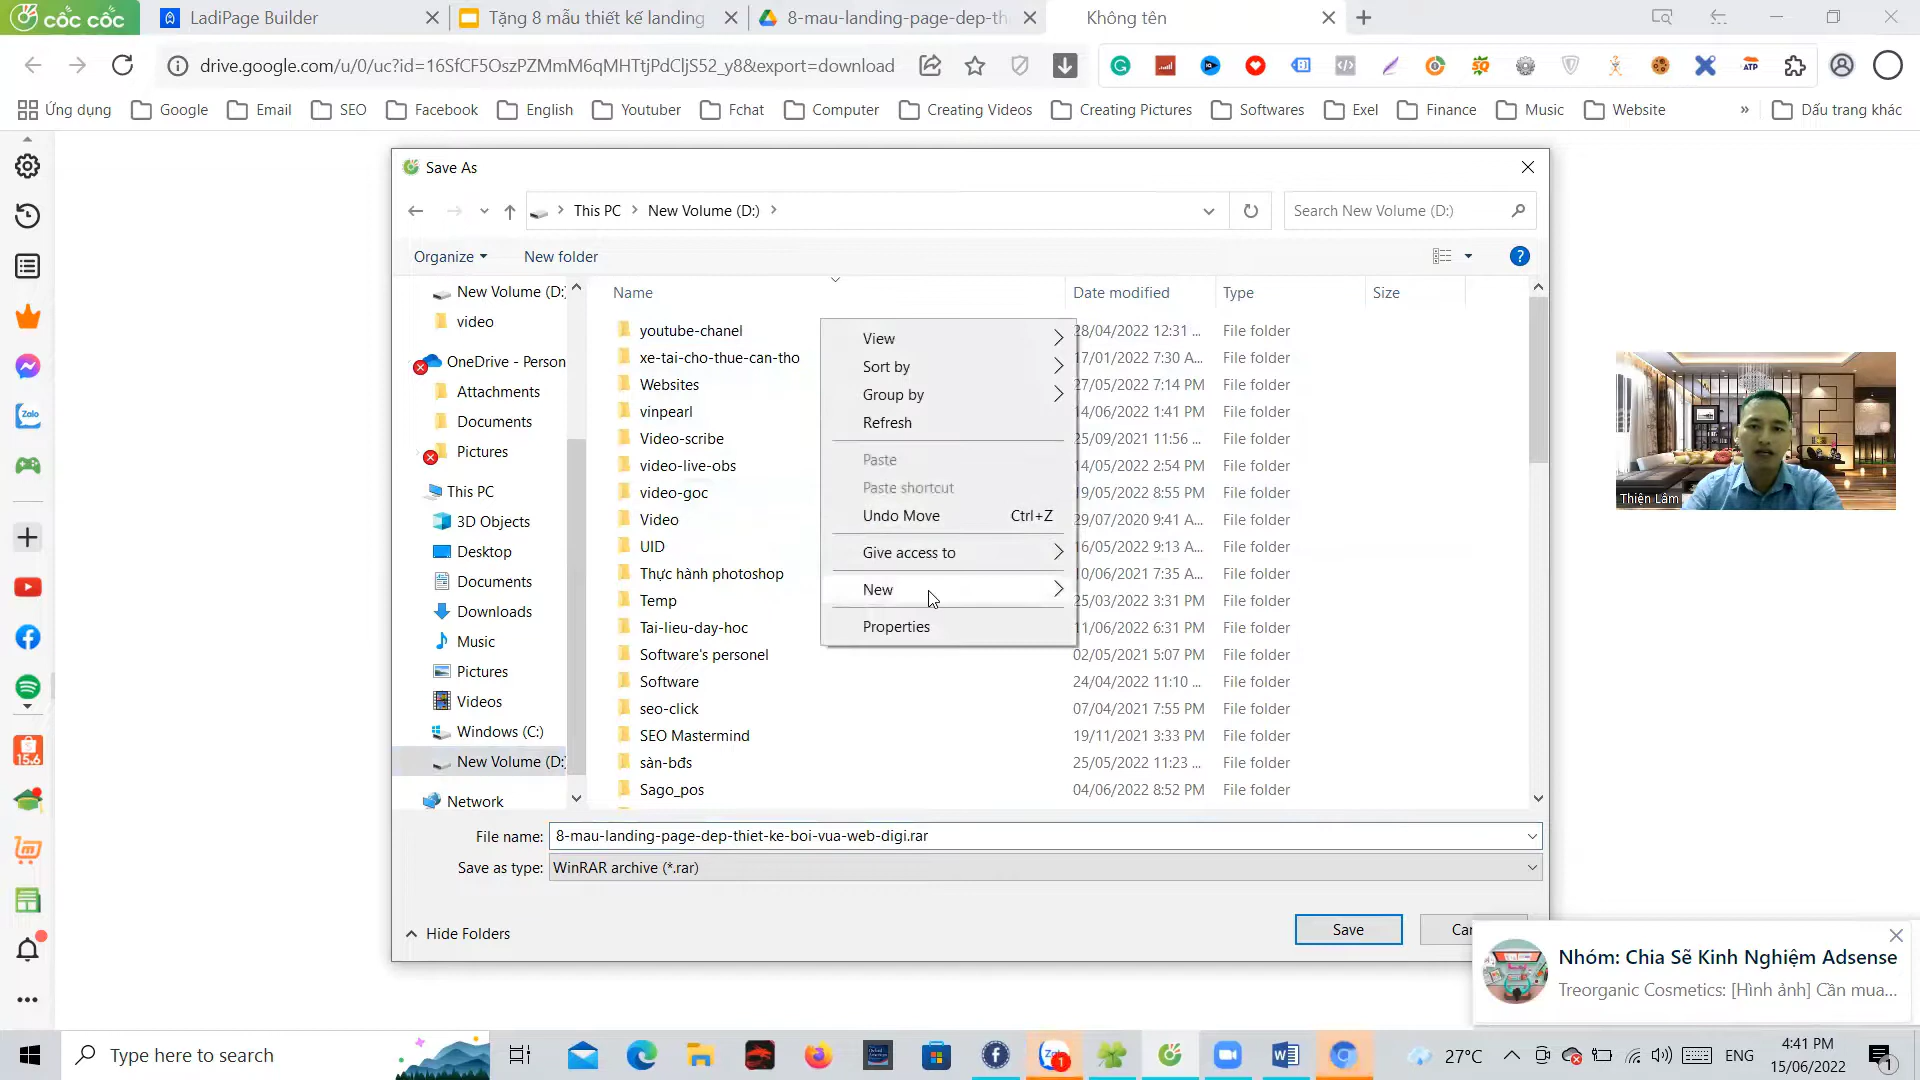 cốc cốc
LadiPage Builder
Tặng 8 mẫu thiết kế landing
8-mau-landing-page-dep-th
Không tên
drive.google.com/u/0/uc?id=16SfCF5OszPZMmM6qMHTtjPdCljS52_y8&export=download
Ứng dụng
Google
Email
SEO
Facebook
English
Youtuber
Fchat
Computer
Creating Videos
Creating Pictures
Softwares
Exel
Finance
Music
Website
»
Dấu trang khác
Save As
This PC > New Volume (D:) >
Search New Volume (D:)
Organize
New folder
Name
Date modified
Type
Size
New Volume (D:
video
OneDrive - Person
Attachments
Documents
Pictures
This PC
3D Objects
Desktop
Documents
Downloads
Music
Pictures
Videos
Windows (C:)
New Volume (D:
Network
youtube-chanel 28/04/2022 12:31 ... File folder
xe-tai-cho-thue-can-tho 17/01/2022 7:30 A... File folder
Websites 27/05/2022 7:14 PM File folder
vinpearl 14/06/2022 1:41 PM File folder
Video-scribe 25/09/2021 11:56 ... File folder
video-live-obs 14/05/2022 2:54 PM File folder
video-goc 19/05/2022 8:55 PM File folder
Video 29/07/2020 9:41 A... File folder
UID 16/05/2022 9:13 A... File folder
Thực hành photoshop 10/06/2021 7:35 A... File folder
Temp 25/03/2022 3:31 PM File folder
Tai-lieu-day-hoc 11/06/2022 6:31 PM File folder
Software's personel 02/05/2021 5:07 PM File folder
Software 24/04/2022 11:10 ... File folder
seo-click 07/04/2021 7:55 PM File folder
SEO Mastermind 19/11/2021 3:33 PM File folder
sàn-bđs 25/05/2022 11:23 ... File folder
Sago_pos 04/06/2022 8:52 PM File folder
View
Sort by
Group by
Refresh
Paste
Paste shortcut
Undo Move Ctrl+Z
Give access to
New
Properties
Thiện Lâm
File name: 8-mau-landing-page-dep-thiet-ke-boi-vua-web-digi.rar
Save as type: WinRAR archive (*.rar)
Hide Folders
Save
Can
Nhóm: Chia Sẽ Kinh Nghiệm Adsense
Treorganic Cosmetics: [Hình ảnh] Cần mua...
Zalo
15.6
Type here to search
27°C
ENG
4:41 PM
15/06/2022
1